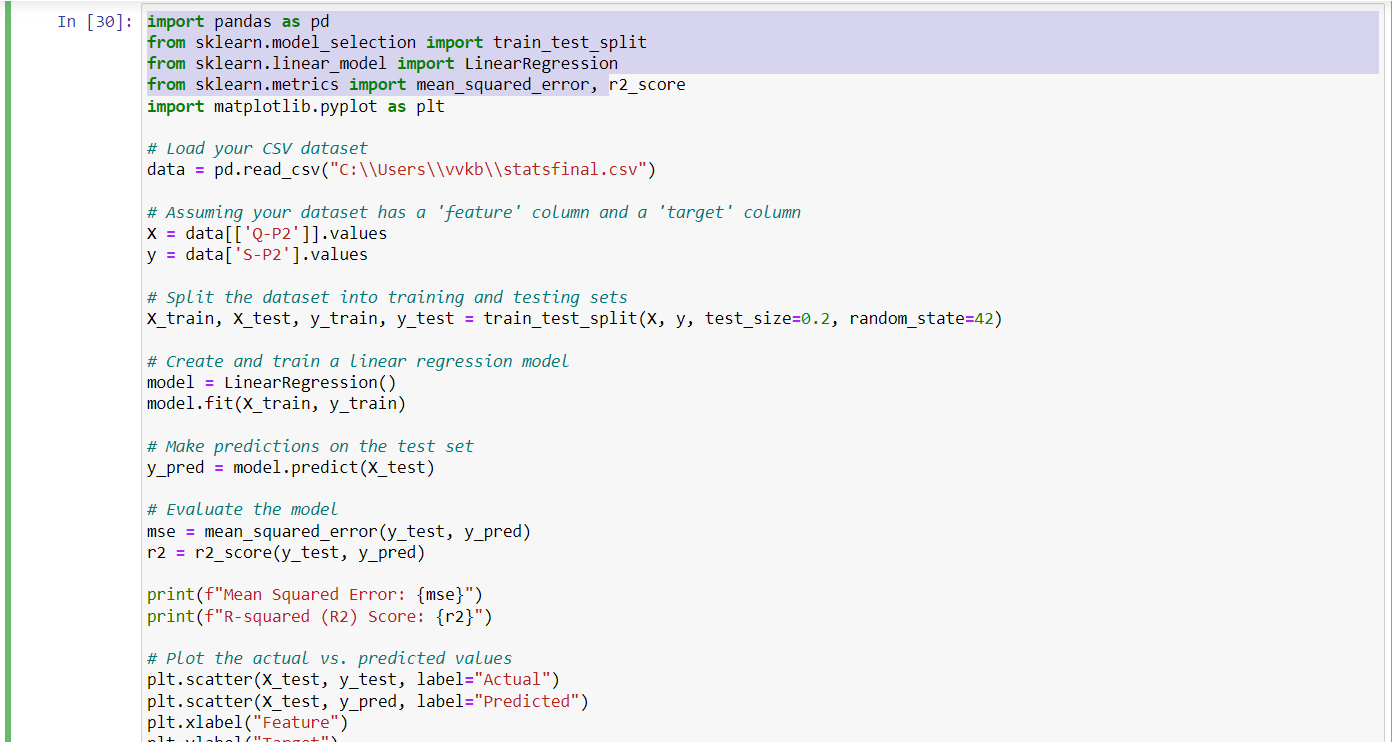 In [30]: import pandas as pd
from sklearn.model_selection import train_test_split
from sklearn.linear_model import LinearRegression
from sklearn.metrics import mean_squared_error, r2_score
import matplotlib.pyplot as plt
# Load your CSV dataset
data = pd.read_csv("C:\\Users\\vvkb\\statsfinal.csv")
# Assuming your dataset has a 'feature' column and a 'target' column
X = data[['Q-P2']].values
y = data['S-P2'].values
# Split the dataset into training and testing sets
X_train, X_test, y_train, y_test = train_test_split(X, y, test_size=0.2, random_state=42)
# Create and train a linear regression model
model = LinearRegression()
model.fit(X_train, y_train)
# Make predictions on the test set
y_pred = model.predict(X_test)
# Evaluate the model
mse = mean_squared_error(y_test, y_pred)
r2 = r2_score(y_test, y_pred)
print(f"Mean Squared Error: {mse}")
print(f"R-squared (R2) Score: {r2}")
# Plot the actual vs. predicted values
plt.scatter(X_test, y_test, label="Actual")
plt.scatter(X_test, y_pred, label="Predicted")
plt.xlabel("Feature")
plt.ylabel("Target")